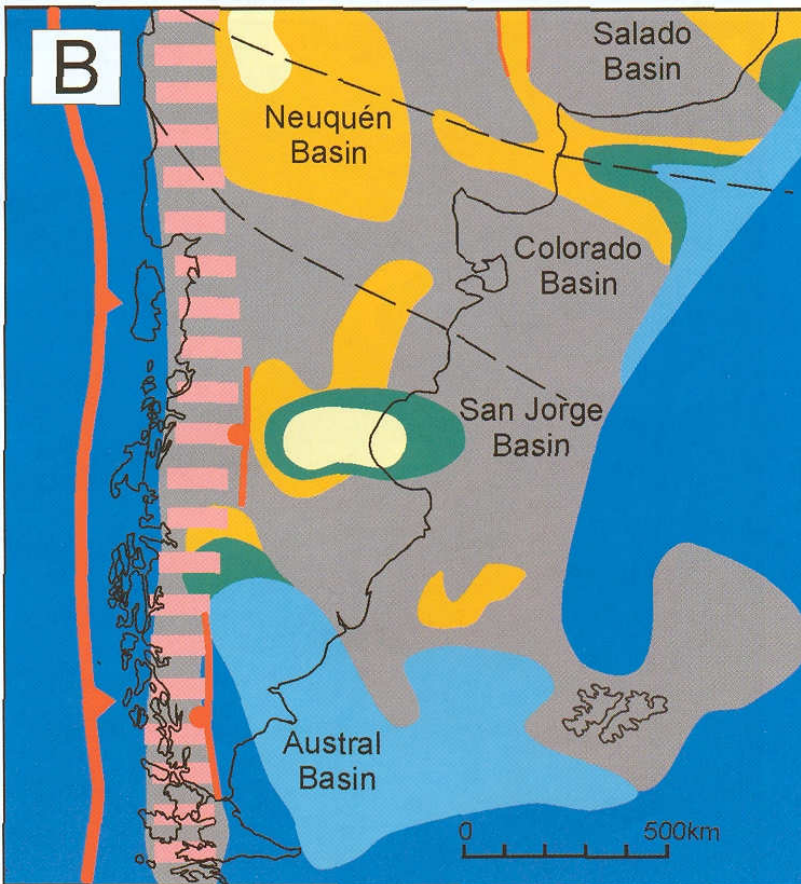 B
Salado
Basin
Neuquén
Basin
Colorado
Basin
San Jorge
Basin
Austral
Basin
0 500km